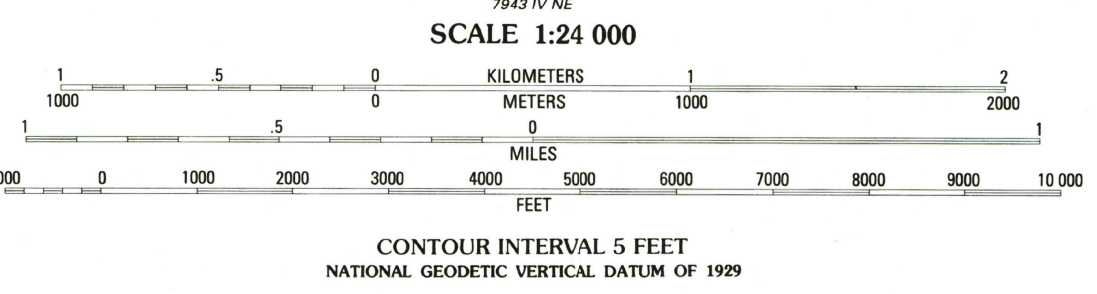 7943 IV NE
SCALE 1:24 000
1 .5 0 KILOMETERS 1 2
1000 0 METERS 1000 2000
1 .5 0 1
MILES
0 1000 2000 3000 4000 5000 6000 7000 8000 9000 10 000
FEET
CONTOUR INTERVAL 5 FEET
NATIONAL GEODETIC VERTICAL DATUM OF 1929